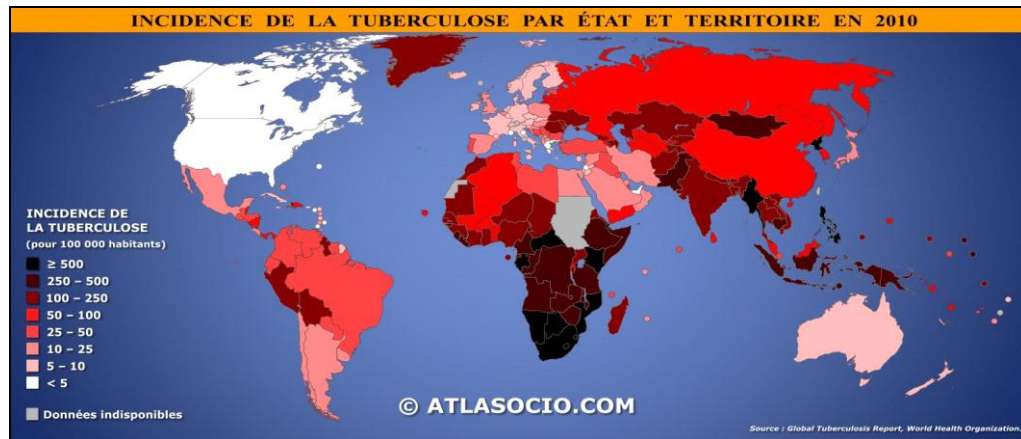 INCIDENCE DE LA TUBERCULOSE PAR ÉTAT ET TERRITOIRE EN 2010
INCIDENCE DE
LA TUBERCULOSE
(pour 100 000 habitants)
≥ 500
250 – 500
100 – 250
50 – 100
25 – 50
10 – 25
5 – 10
< 5
Données indisponibles
© ATLASOCIO.COM
Source : Global Tuberculosis Report, World Health Organization.